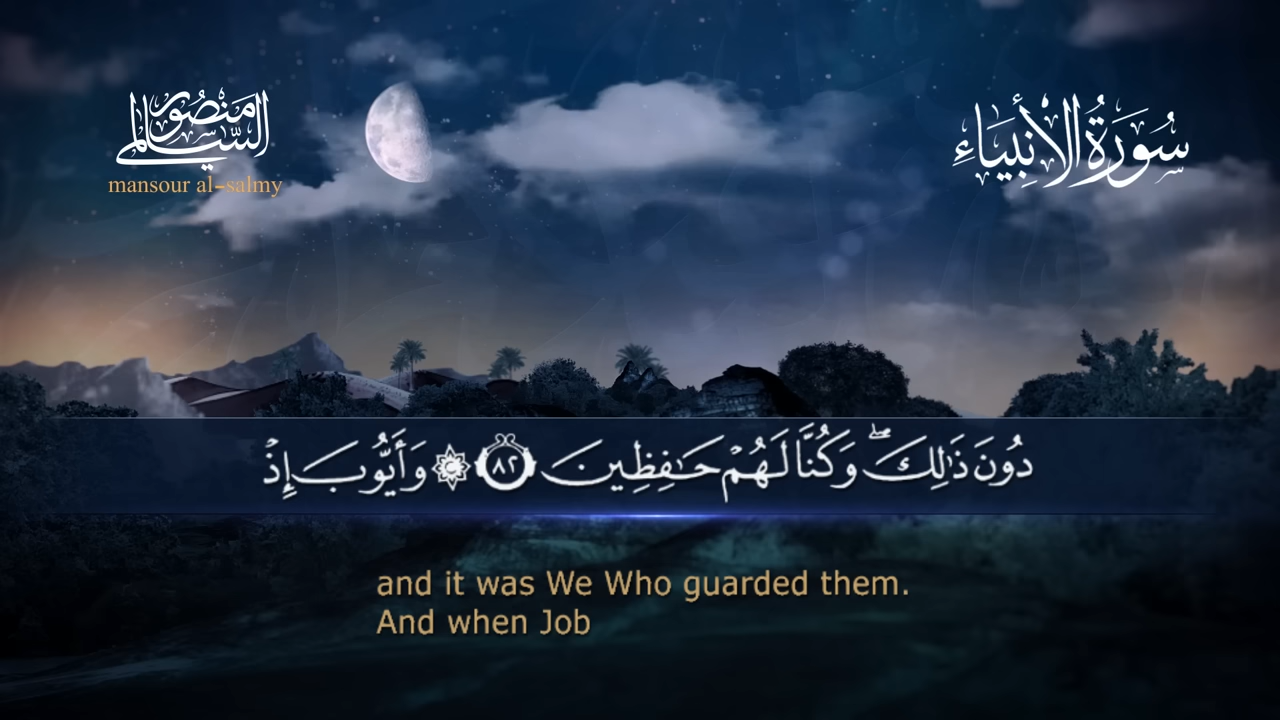 منصور
السالمي
mansour al-salmy
سُورَةُ الأَنْبِيَاءِ
دُونَ ذَٰلِكَ ۖ وَكُنَّا لَهُمْ حَـٰفِظِينَ ٨٢ ۞ وَأَيُّوبَ إِذْ
and it was We Who guarded them.
And when Job